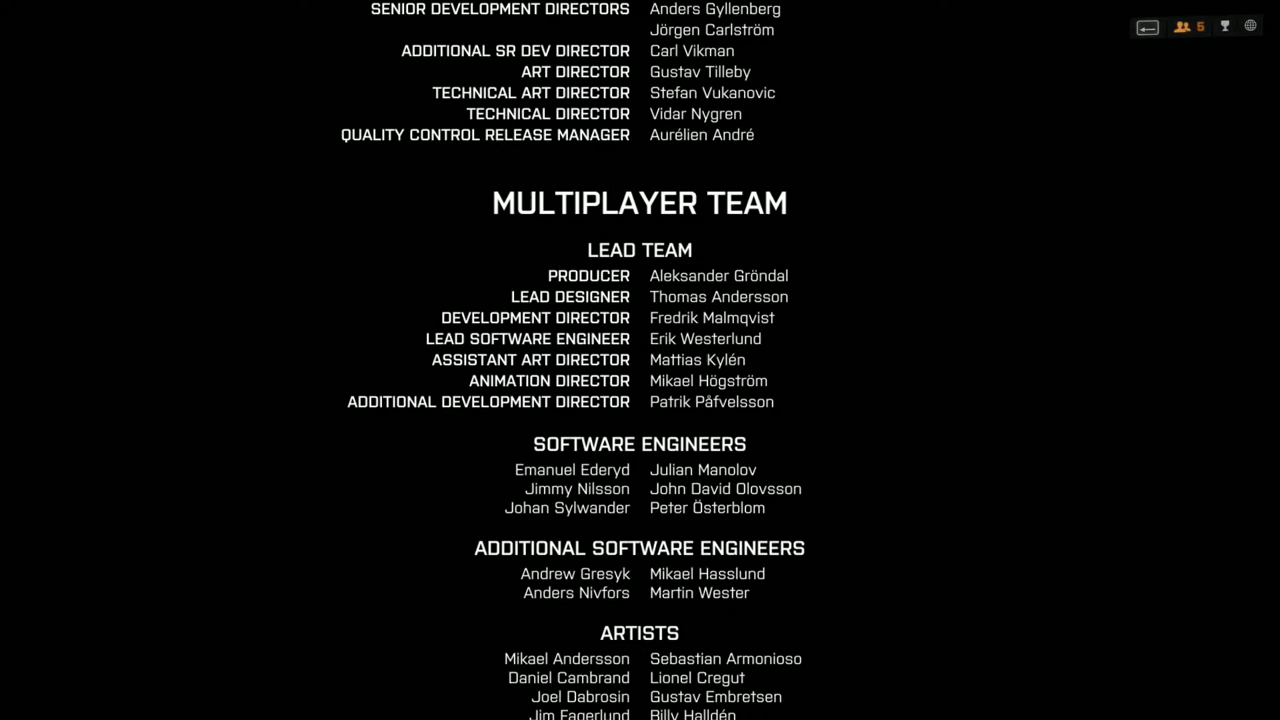 SENIOR DEVELOPMENT DIRECTORS Anders Gyllenberg
Jörgen Carlström
5
ADDITIONAL SR DEV DIRECTOR Carl Vikman
ART DIRECTOR Gustav Tilleby
TECHNICAL ART DIRECTOR Stefan Vukanovic
TECHNICAL DIRECTOR Vidar Nygren
QUALITY CONTROL RELEASE MANAGER Aurélien André
MULTIPLAYER TEAM
LEAD TEAM
PRODUCER Aleksander Gröndal
LEAD DESIGNER Thomas Andersson
DEVELOPMENT DIRECTOR Fredrik Malmqvist
LEAD SOFTWARE ENGINEER Erik Westerlund
ASSISTANT ART DIRECTOR Mattias Kylén
ANIMATION DIRECTOR Mikael Högström
ADDITIONAL DEVELOPMENT DIRECTOR Patrik Påfvelsson
SOFTWARE ENGINEERS
Emanuel Ederyd Julian Manolov
Jimmy Nilsson John David Olovsson
Johan Sylwander Peter Österblom
ADDITIONAL SOFTWARE ENGINEERS
Andrew Gresyk Mikael Hasslund
Anders Nivfors Martin Wester
ARTISTS
Mikael Andersson Sebastian Armonioso
Daniel Cambrand Lionel Cregut
Joel Dabrosin Gustav Embretsen
Jim Fagerlund Billy Halldén